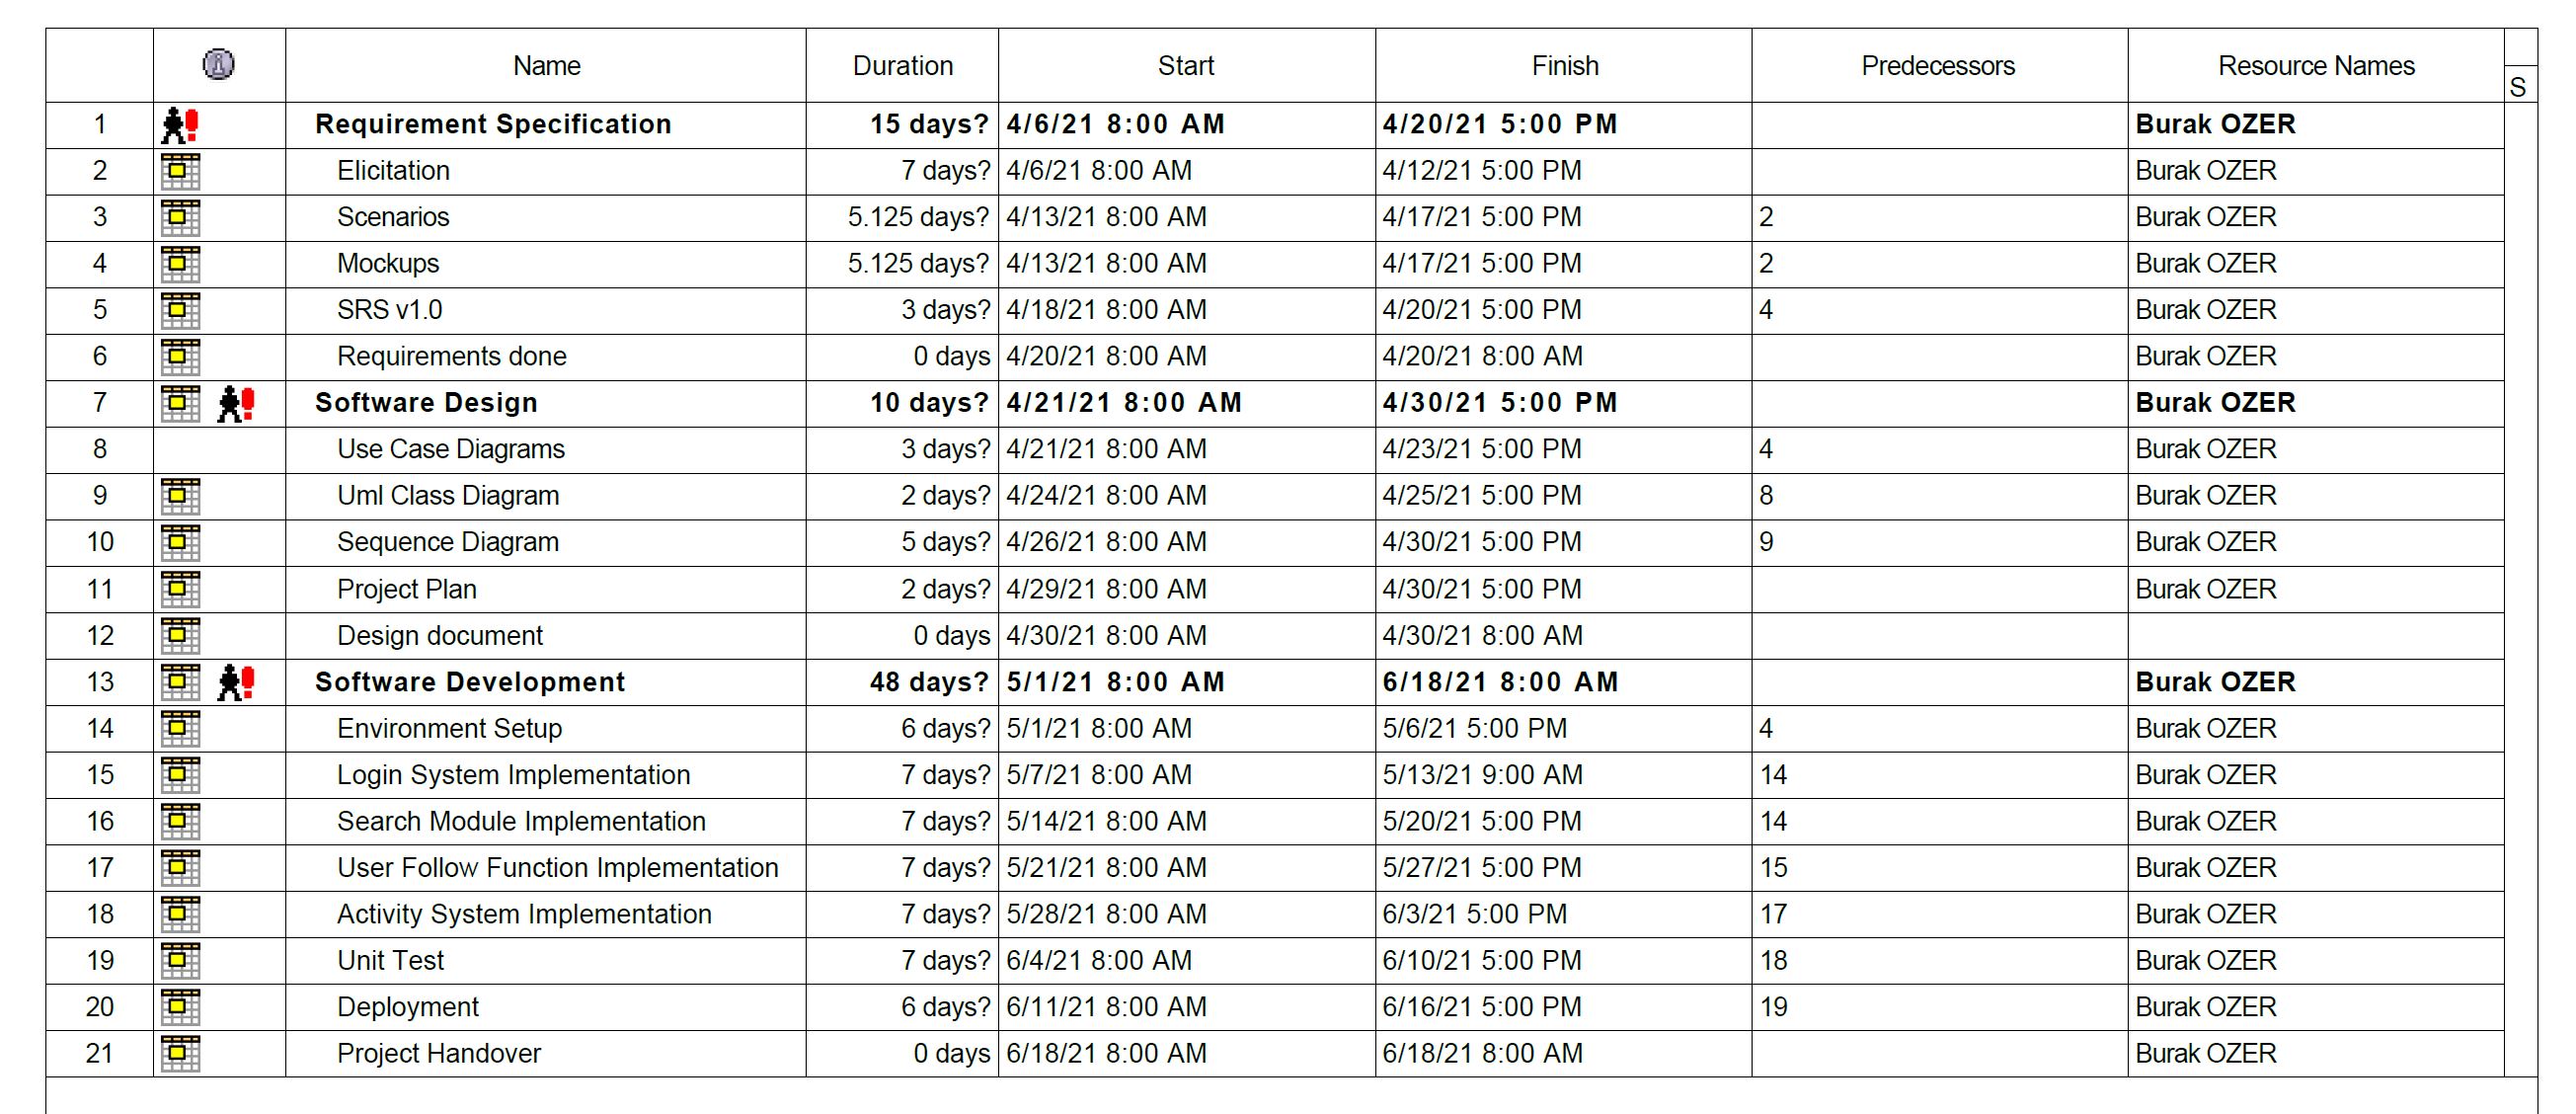 Name Duration Start Finish Predecessors Resource Names S
1 Requirement Specification 15 days? 4/6/21 8:00 AM 4/20/21 5:00 PM Burak OZER
2 Elicitation 7 days? 4/6/21 8:00 AM 4/12/21 5:00 PM Burak OZER
3 Scenarios 5.125 days? 4/13/21 8:00 AM 4/17/21 5:00 PM 2 Burak OZER
4 Mockups 5.125 days? 4/13/21 8:00 AM 4/17/21 5:00 PM 2 Burak OZER
5 SRS v1.0 3 days? 4/18/21 8:00 AM 4/20/21 5:00 PM 4 Burak OZER
6 Requirements done 0 days 4/20/21 8:00 AM 4/20/21 8:00 AM Burak OZER
7 Software Design 10 days? 4/21/21 8:00 AM 4/30/21 5:00 PM Burak OZER
8 Use Case Diagrams 3 days? 4/21/21 8:00 AM 4/23/21 5:00 PM 4 Burak OZER
9 Uml Class Diagram 2 days? 4/24/21 8:00 AM 4/25/21 5:00 PM 8 Burak OZER
10 Sequence Diagram 5 days? 4/26/21 8:00 AM 4/30/21 5:00 PM 9 Burak OZER
11 Project Plan 2 days? 4/29/21 8:00 AM 4/30/21 5:00 PM Burak OZER
12 Design document 0 days 4/30/21 8:00 AM 4/30/21 8:00 AM
13 Software Development 48 days? 5/1/21 8:00 AM 6/18/21 8:00 AM Burak OZER
14 Environment Setup 6 days? 5/1/21 8:00 AM 5/6/21 5:00 PM 4 Burak OZER
15 Login System Implementation 7 days? 5/7/21 8:00 AM 5/13/21 9:00 AM 14 Burak OZER
16 Search Module Implementation 7 days? 5/14/21 8:00 AM 5/20/21 5:00 PM 14 Burak OZER
17 User Follow Function Implementation 7 days? 5/21/21 8:00 AM 5/27/21 5:00 PM 15 Burak OZER
18 Activity System Implementation 7 days? 5/28/21 8:00 AM 6/3/21 5:00 PM 17 Burak OZER
19 Unit Test 7 days? 6/4/21 8:00 AM 6/10/21 5:00 PM 18 Burak OZER
20 Deployment 6 days? 6/11/21 8:00 AM 6/16/21 5:00 PM 19 Burak OZER
21 Project Handover 0 days 6/18/21 8:00 AM 6/18/21 8:00 AM Burak OZER